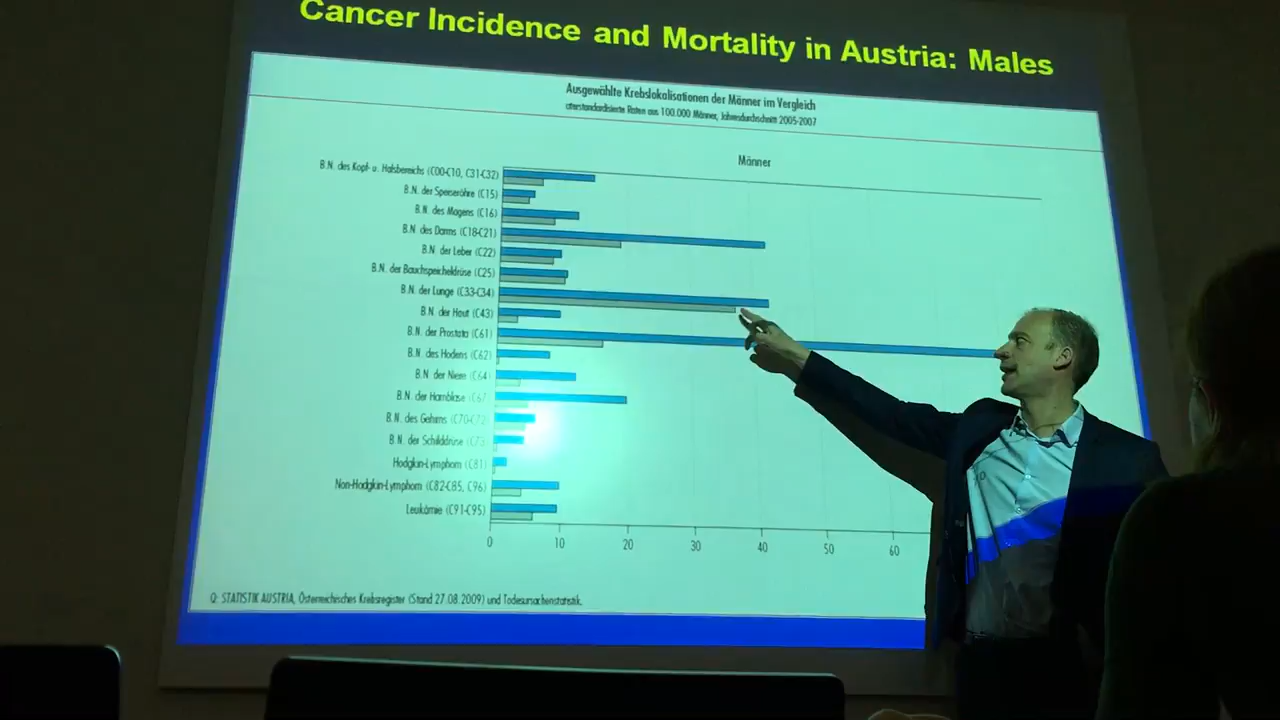 Cancer Incidence and Mortality in Austria: Males
Ausgewählte Krebslokalisationen der Männer im Vergleich
altersstandardisierte Raten aus 100.000 Männer, Jahresdurchschnitt 2005-2007
Männer
B.N. des Kopf- u. Halsbereichs (C00-C10, C31-C32)
B.N. der Speiseröhre (C15)
B.N. des Magens (C16)
B.N. des Darms (C18-C21)
B.N. der Leber (C22)
B.N. der Bauchspeicheldrüse (C25)
B.N. der Lunge (C33-C34)
B.N. der Haut (C43)
B.N. der Prostata (C61)
B.N. des Hodens (C62)
B.N. der Niere (C64)
B.N. der Harnblase (C67
B.N. des Gehirns (C70-C72
B.N. der Schilddrüse (C73
Hodgkin-Lymphom (C81)
Non-Hodgkin-Lymphom (C82-C85, C96)
Leukämie (C91-C95)
0 10 20 30 40 50 60
Q: STATISTIK AUSTRIA, Österreichisches Krebsregister (Stand 27.08.2009) und Todesursachenstatistik.